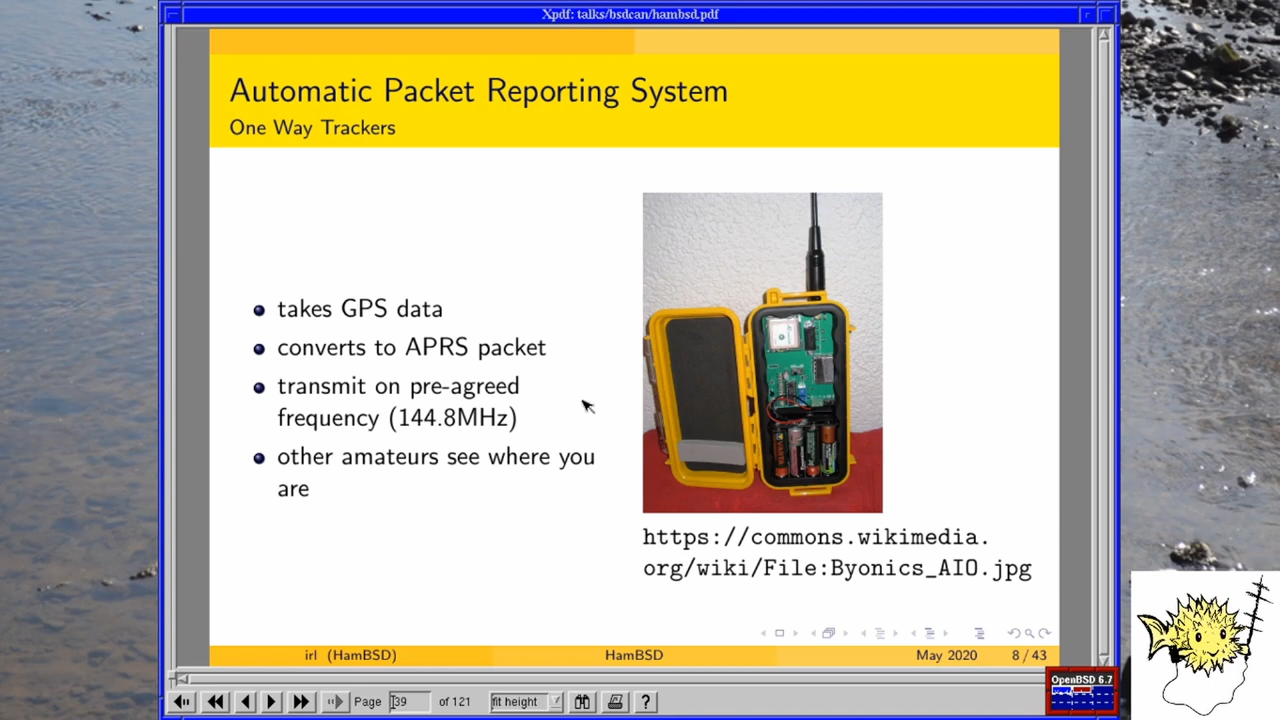 Xpdf: talks/bsdcan/hambsd.pdf
Automatic Packet Reporting System
One Way Trackers
takes GPS data
converts to APRS packet
transmit on pre-agreed
frequency (144.8MHz)
other amateurs see where you
are
https://commons.wikimedia.
org/wiki/File:Byonics_AIO.jpg
irl (HamBSD) HamBSD May 2020 8 / 43
OpenBSD 6.7
Page 39 of 121 fit height ?